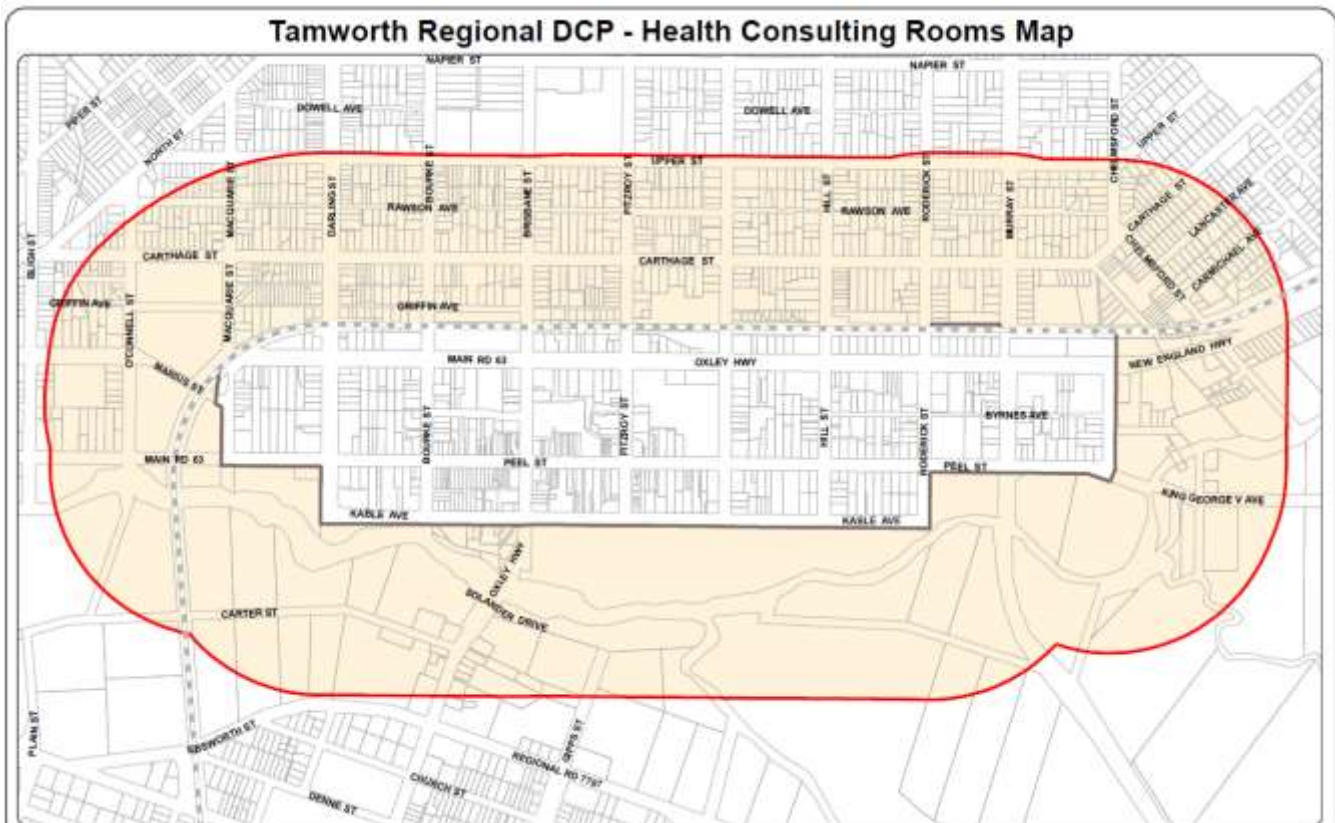 Tamworth Regional DCP - Health Consulting Rooms Map
NAPIER ST
NAPIER ST
PIPER ST
DOWELL AVE
DOWELL AVE
NORTH ST
UPPER ST
CHELMSFORD ST
UPPER ST
MACQUARIE ST
DARLING ST
BOURKE ST
BRISBANE ST
FITZROY ST
HILL ST
RODERICK ST
MURRAY ST
RAWSON AVE
RAWSON AVE
CARTHAGE ST
LANCASTER AVE
BLIGH ST
CARTHAGE ST
CARTHAGE ST
CHELMSFORD ST
CARMICHAEL AVE
GRIFFIN AVE
MACQUARIE ST
GRIFFIN AVE
O'CONNELL ST
MARIUS ST
MAIN RD 63
OXLEY HWY
NEW ENGLAND HWY
BOURKE ST
FITZROY ST
HILL ST
RODERICK ST
BYRNES AVE
MAIN RD 63
PEEL ST
PEEL ST
KING GEORGE V AVE
KABLE AVE
KABLE AVE
OXLEY HWY
BOLANDER DRIVE
CARTER ST
PLAIN ST
EBSWORTH ST
GIPPS ST
REGIONAL RD 7767
CHURCH ST
DENNE ST